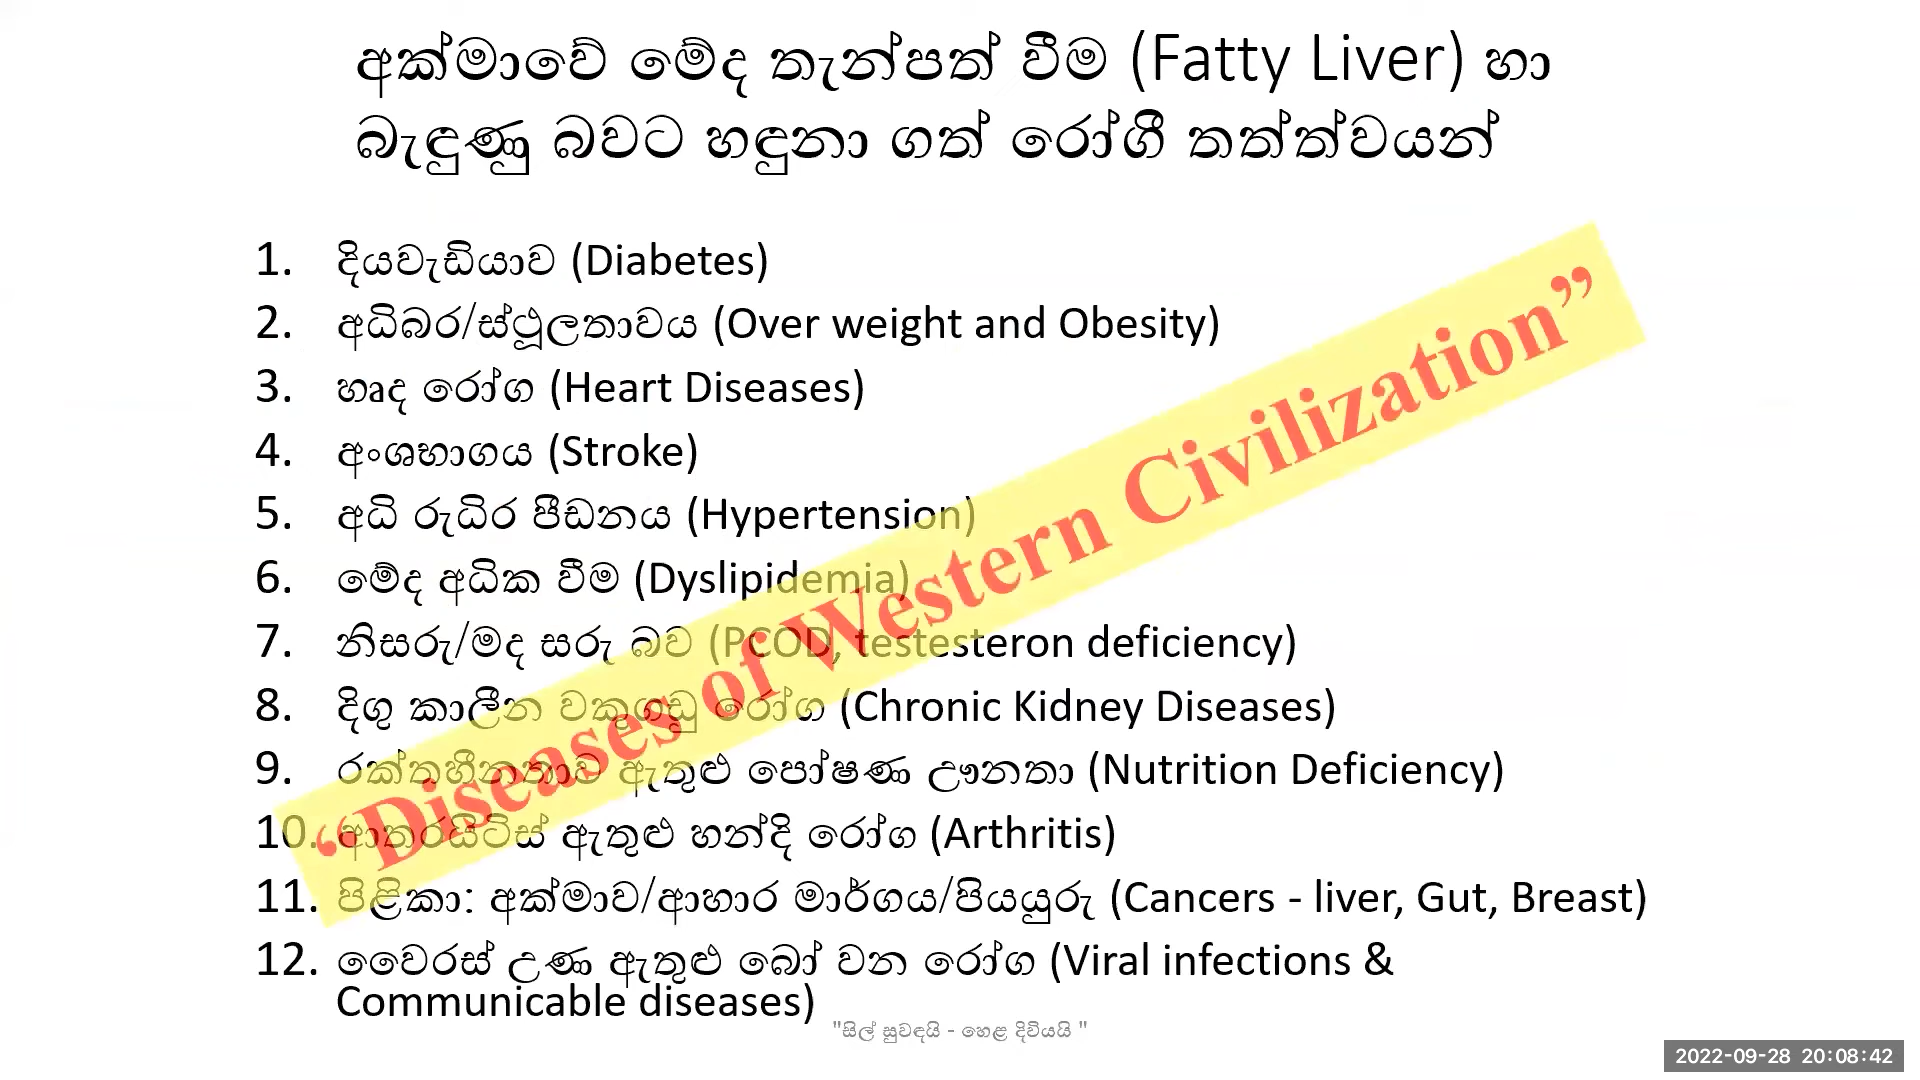 අක්මාවේ මේද තැන්පත් වීම (Fatty Liver) හා
බැඳුණු බවට හඳුනා ගත් රෝගී තත්ත්වයන්
1. දියවැඩියාව (Diabetes)
2. අධිබර/ස්ථූලතාවය (Over weight and Obesity)
3. හෘද රෝග (Heart Diseases)
4. අංශභාගය (Stroke)
5. අධි රුධිර පීඩනය (Hypertension)
6. මේද අධික වීම (Dyslipidemia)
7. නිසරු/මද සරු බව (PCOD, testesteron deficiency)
8. දිගු කාලීන වකුගඩු රෝග (Chronic Kidney Diseases)
9. රක්තහීනතාව ඇතුළු පෝෂණ ඌනතා (Nutrition Deficiency)
10. ආතරයිටිස් ඇතුළු හන්දි රෝග (Arthritis)
11. පිළිකා: අක්මාව/ආහාර මාර්ගය/පියයුරු (Cancers - liver, Gut, Breast)
12. වෛරස් උණ ඇතුළු බෝ වන රෝග (Viral infections &
Communicable diseases)
“Diseases of Western Civilization”
"සිල් සුවඳයි - හෙළ දිවියයි "
2022-09-28 20:08:42